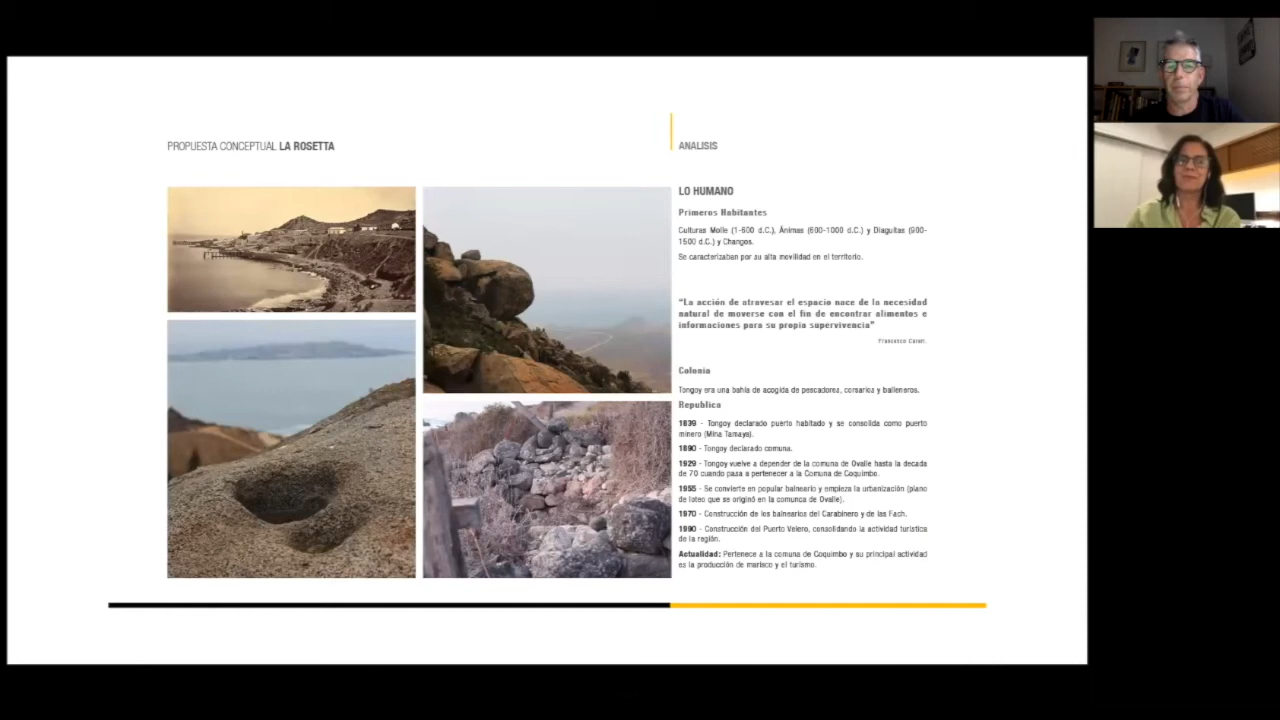 PROPUESTA CONCEPTUAL LA ROSETTA
ANALISIS
LO HUMANO
Primeros Habitantes
Culturas Molle (1-600 d.C.), Ánimas (600-1000 d.C.) y Diaguitas (900-
1500 d.C.) y Changos.
Se caracterizaban por su alta movilidad en el territorio.
“La acción de atravesar el espacio nace de la necesidad
natural de moverse con el fin de encontrar alimentos e
informaciones para su propia supervivencia”
Francesco Careri.
Colonia
Tongoy era una bahía de acogida de pescadores, corsarios y balleneros.
Republica
1839 - Tongoy declarado puerto habitado y se consolida como puerto
minero (Mina Tamaya).
1890 - Tongoy declarado comuna.
1929 - Tongoy vuelve a depender de la comuna de Ovalle hasta la decada
de 70 cuando pasa a pertenecer a la Comuna de Coquimbo.
1955 - Se convierte en popular balneario y empieza la urbanización (plano
de loteo que se originó en la comunca de Ovalle).
1970 - Construcción de los balnearios del Carabinero y de las Fach.
1990 - Construcción del Puerto Velero, consolidando la actividad turística
de la región.
Actualidad: Pertenece a la comuna de Coquimbo y su principal actividad
es la producción de marisco y el turismo.